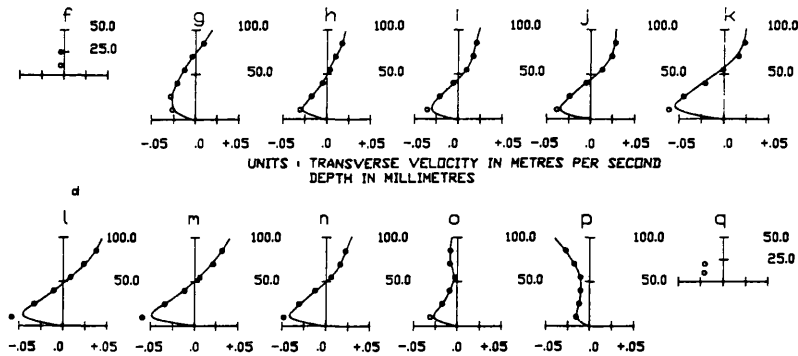 f g h i j k
50.0 100.0 100.0 100.0 100.0 100.0
25.0
50.0 50.0 50.0 50.0 50.0
-.05 .0 +.05 -.05 .0 +.05 -.05 .0 +.05 -.05 .0 +.05 -.05 .0 +.05
UNITS : TRANSVERSE VELOCITY IN METRES PER SECOND
DEPTH IN MILLIMETRES
d
l m n o p q
100.0 100.0 100.0 100.0 100.0 50.0
25.0
50.0 50.0 50.0 50.0 50.0
-.05 .0 +.05 -.05 .0 +.05 -.05 .0 +.05 -.05 .0 +.05 -.05 .0 +.05